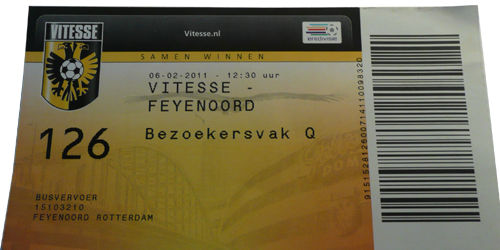 VITESSE
Vitesse.nl
eredivisie
SAMEN WINNEN
06-02-2011 - 12:30 uur
VITESSE -
FEYENOORD
126
Bezoekersvak Q
BUSVERVOER
15103210
FEYENOORD ROTTERDAM